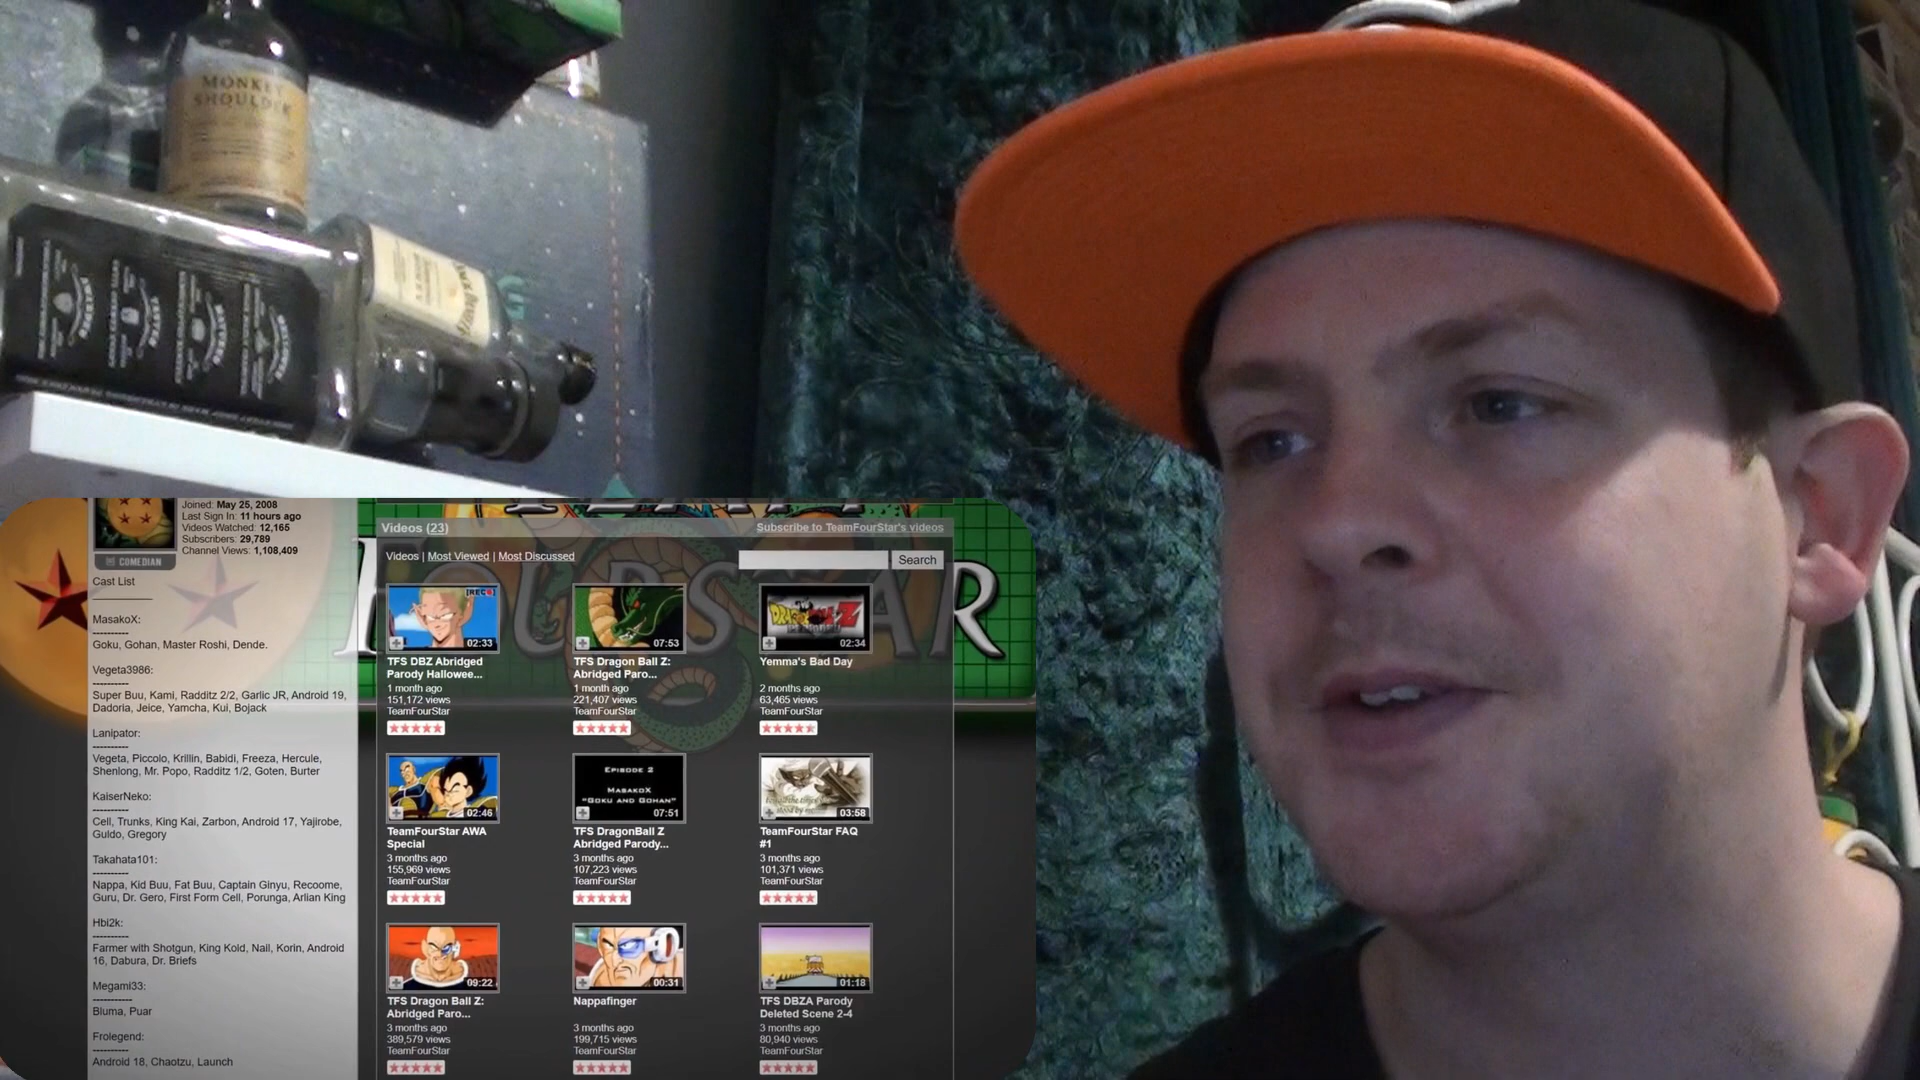 MONKEY
SHOULDER
Joined: May 25, 2008
Last Sign In: 11 hours ago
Videos Watched: 12,165
Subscribers: 29,789
Channel Views: 1,108,409
COMEDIAN
Cast List
MasakoX:
----------
Goku, Gohan, Master Roshi, Dende.
Vegeta3986:
----------
Super Buu, Kami, Radditz 2/2, Garlic JR, Android 19,
Dadoria, Jeice, Yamcha, Kui, Bojack
Lanipator:
----------
Vegeta, Piccolo, Krillin, Babidi, Freeza, Hercule,
Shenlong, Mr. Popo, Radditz 1/2, Goten, Burter
KaiserNeko:
----------
Cell, Trunks, King Kai, Zarbon, Android 17, Yajirobe,
Guldo, Gregory
Takahata101:
----------
Nappa, Kid Buu, Fat Buu, Captain Ginyu, Recoome,
Guru, Dr. Gero, First Form Cell, Porunga, Arlian King
Hbi2k:
----------
Farmer with Shotgun, King Kold, Nail, Korin, Android
16, Dabura, Dr. Briefs
Megami33:
-----------
Bluma, Puar
Frolegend:
----------
Android 18, Chaotzu, Launch
Videos (23)
Subscribe to TeamFourStar's videos
Videos | Most Viewed | Most Discussed
Search
[REC]
02:33
TFS DBZ Abridged
Parody Hallowee...
1 month ago
151,172 views
TeamFourStar
07:53
TFS Dragon Ball Z:
Abridged Paro...
1 month ago
221,407 views
TeamFourStar
02:34
Yemma's Bad Day
2 months ago
63,465 views
TeamFourStar
02:46
TeamFourStar AWA
Special
3 months ago
155,969 views
TeamFourStar
EPISODE 2
MASAKOX
"GOKU AND GOHAN"
07:51
TFS DragonBall Z
Abridged Parody...
3 months ago
107,223 views
TeamFourStar
03:58
TeamFourStar FAQ
#1
3 months ago
101,371 views
TeamFourStar
09:22
TFS Dragon Ball Z:
Abridged Paro...
3 months ago
389,579 views
TeamFourStar
00:31
Nappafinger
3 months ago
199,715 views
TeamFourStar
01:18
TFS DBZA Parody
Deleted Scene 2-4
3 months ago
80,940 views
TeamFourStar